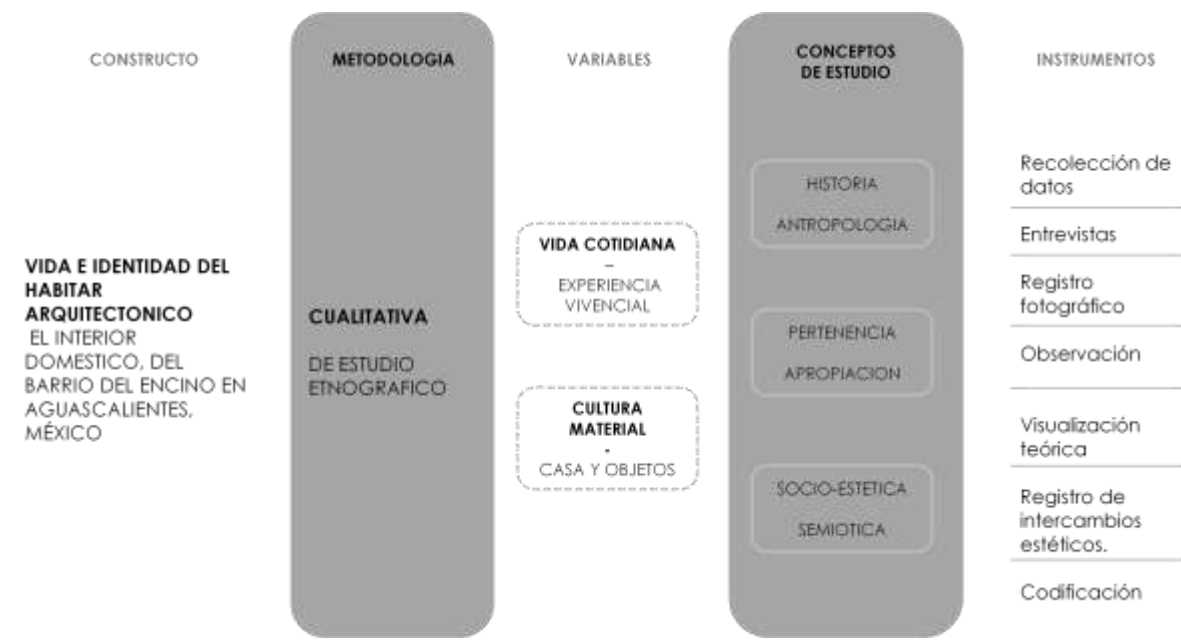 CONSTRUCTO
VIDA E IDENTIDAD DEL
HABITAR
ARQUITECTONICO
EL INTERIOR
DOMESTICO, DEL
BARRIO DEL ENCINO EN
AGUASCALIENTES,
MÉXICO
METODOLOGIA
CUALITATIVA
DE ESTUDIO
ETNOGRAFICO
VARIABLES
VIDA COTIDIANA
–
EXPERIENCIA
VIVENCIAL
CULTURA
MATERIAL
-
CASA Y OBJETOS
CONCEPTOS
DE ESTUDIO
HISTORIA
ANTROPOLOGIA
PERTENENCIA
APROPIACION
SOCIO-ESTETICA
SEMIOTICA
INSTRUMENTOS
Recolección de
datos
Entrevistas
Registro
fotográfico
Observación
Visualización
teórica
Registro de
intercambios
estéticos.
Codificación